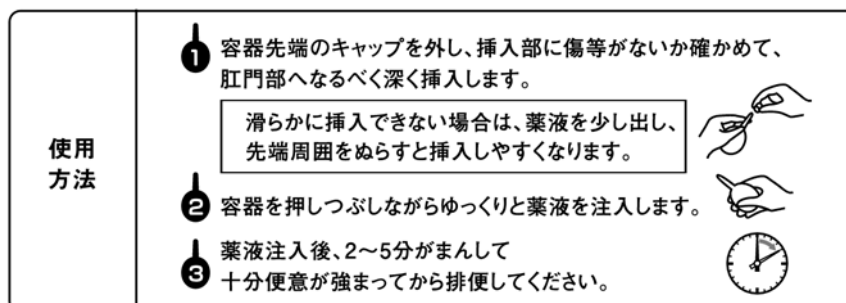 使用
方法
1 容器先端のキャップを外し、挿入部に傷等がないか確かめて、
肛門部へなるべく深く挿入します。
滑らかに挿入できない場合は、薬液を少し出し、
先端周囲をぬらすと挿入しやすくなります。
2 容器を押しつぶしながらゆっくりと薬液を注入します。
3 薬液注入後、2〜5分がまんして
十分便意が強まってから排便してください。